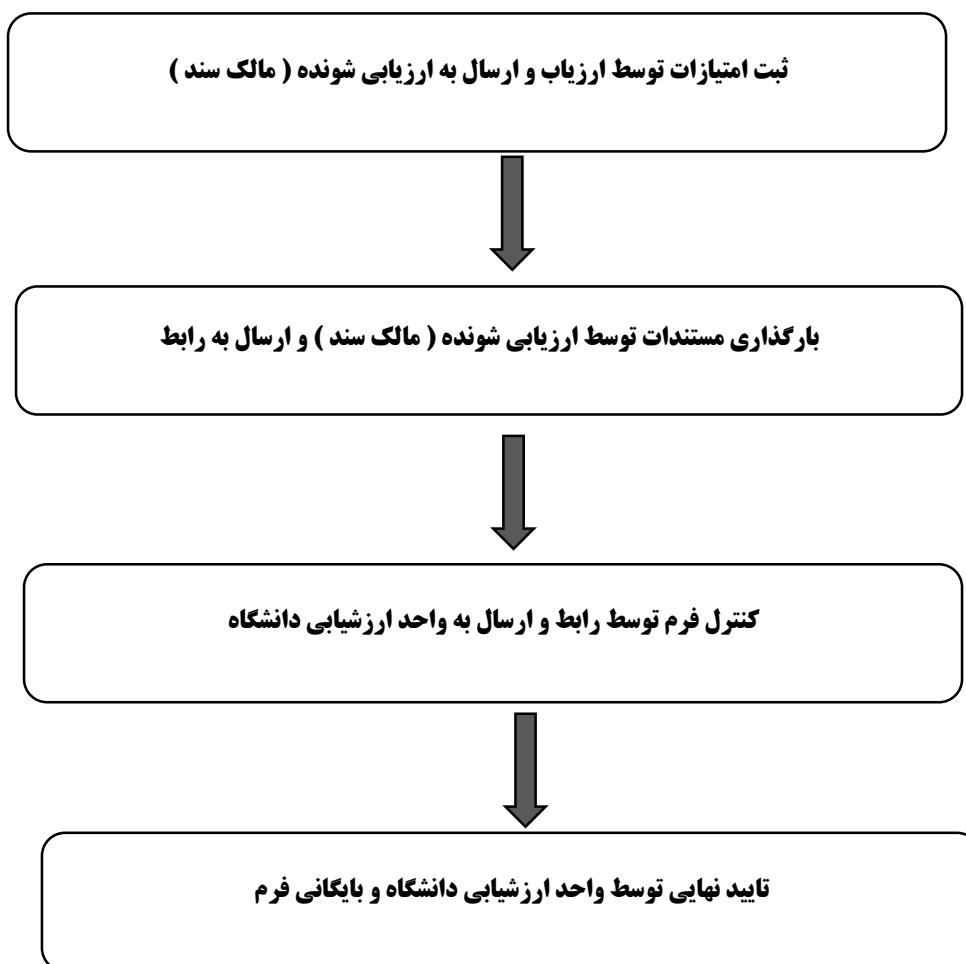 ثبت امتیازات توسط ارزیاب و ارسال به ارزیابی شونده ( مالک سند )
بارگذاری مستندات توسط ارزیابی شونده ( مالک سند ) و ارسال به رابط
کنترل فرم توسط رابط و ارسال به واحد ارزشیابی دانشگاه
تایید نهایی توسط واحد ارزشیابی دانشگاه و بایگانی فرم